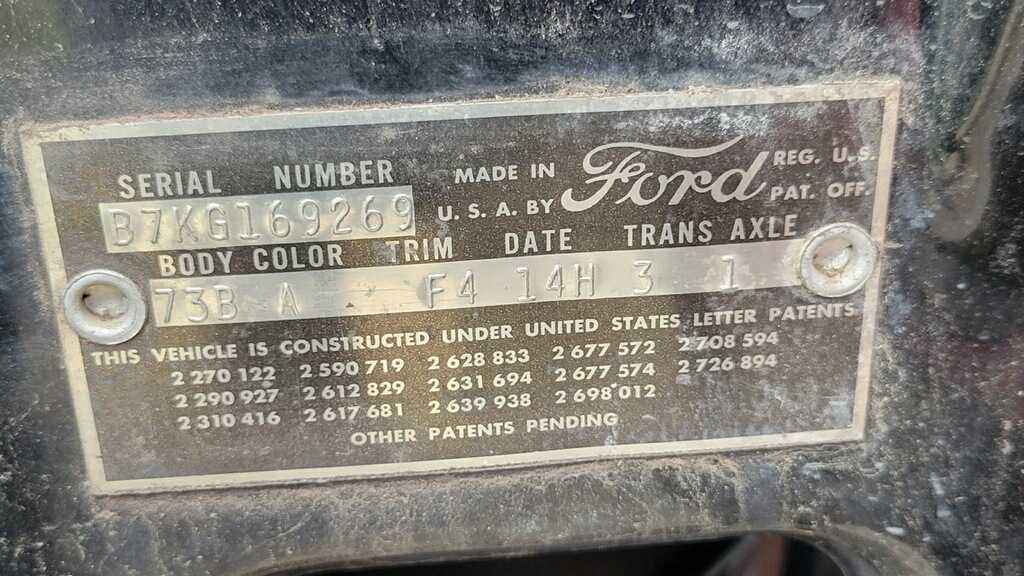 SERIAL NUMBER
B7KG169269
MADE IN
U. S. A. BY
Ford
REG. U.S.
PAT. OFF.
BODY COLOR TRIM DATE TRANS AXLE
73B A F4 14H 3 1
THIS VEHICLE IS CONSTRUCTED UNDER UNITED STATES LETTER PATENTS
2 270 122 2 590 719 2 628 833 2 677 572 2 708 594
2 290 927 2 612 829 2 631 694 2 677 574 2 726 894
2 310 416 2 617 681 2 639 938 2 698 012
OTHER PATENTS PENDING